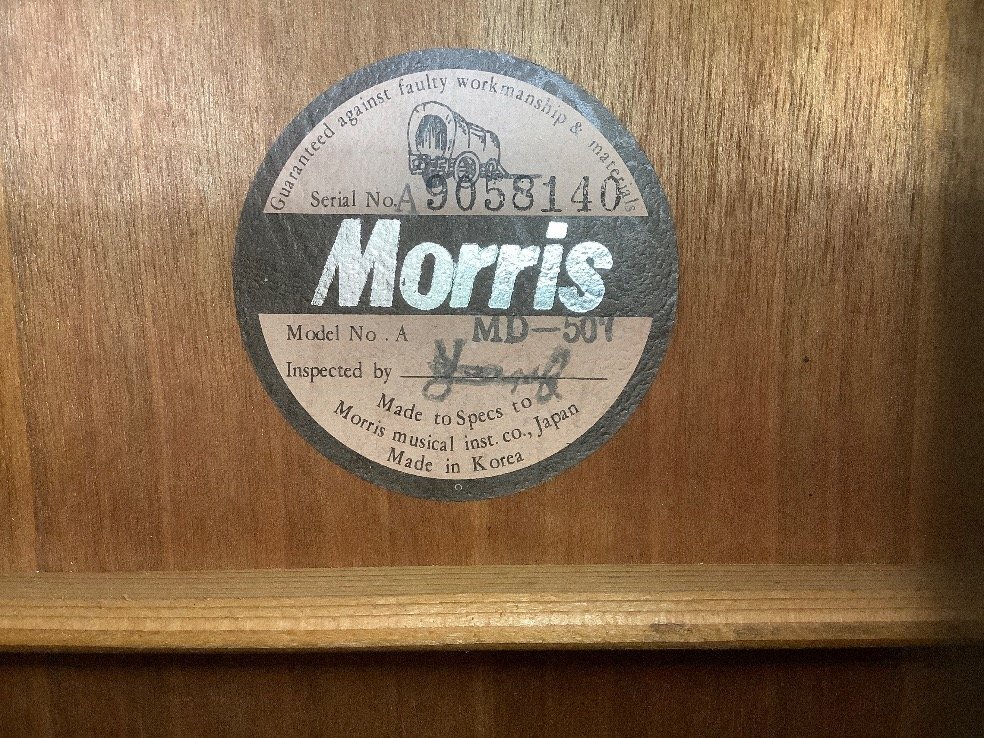 Guaranteed against faulty workmanship & materials
Serial No. A 9058140
Morris
Model No. A MD-507
Inspected by
Made to Specs to
Morris musical inst. co., Japan
Made in Korea